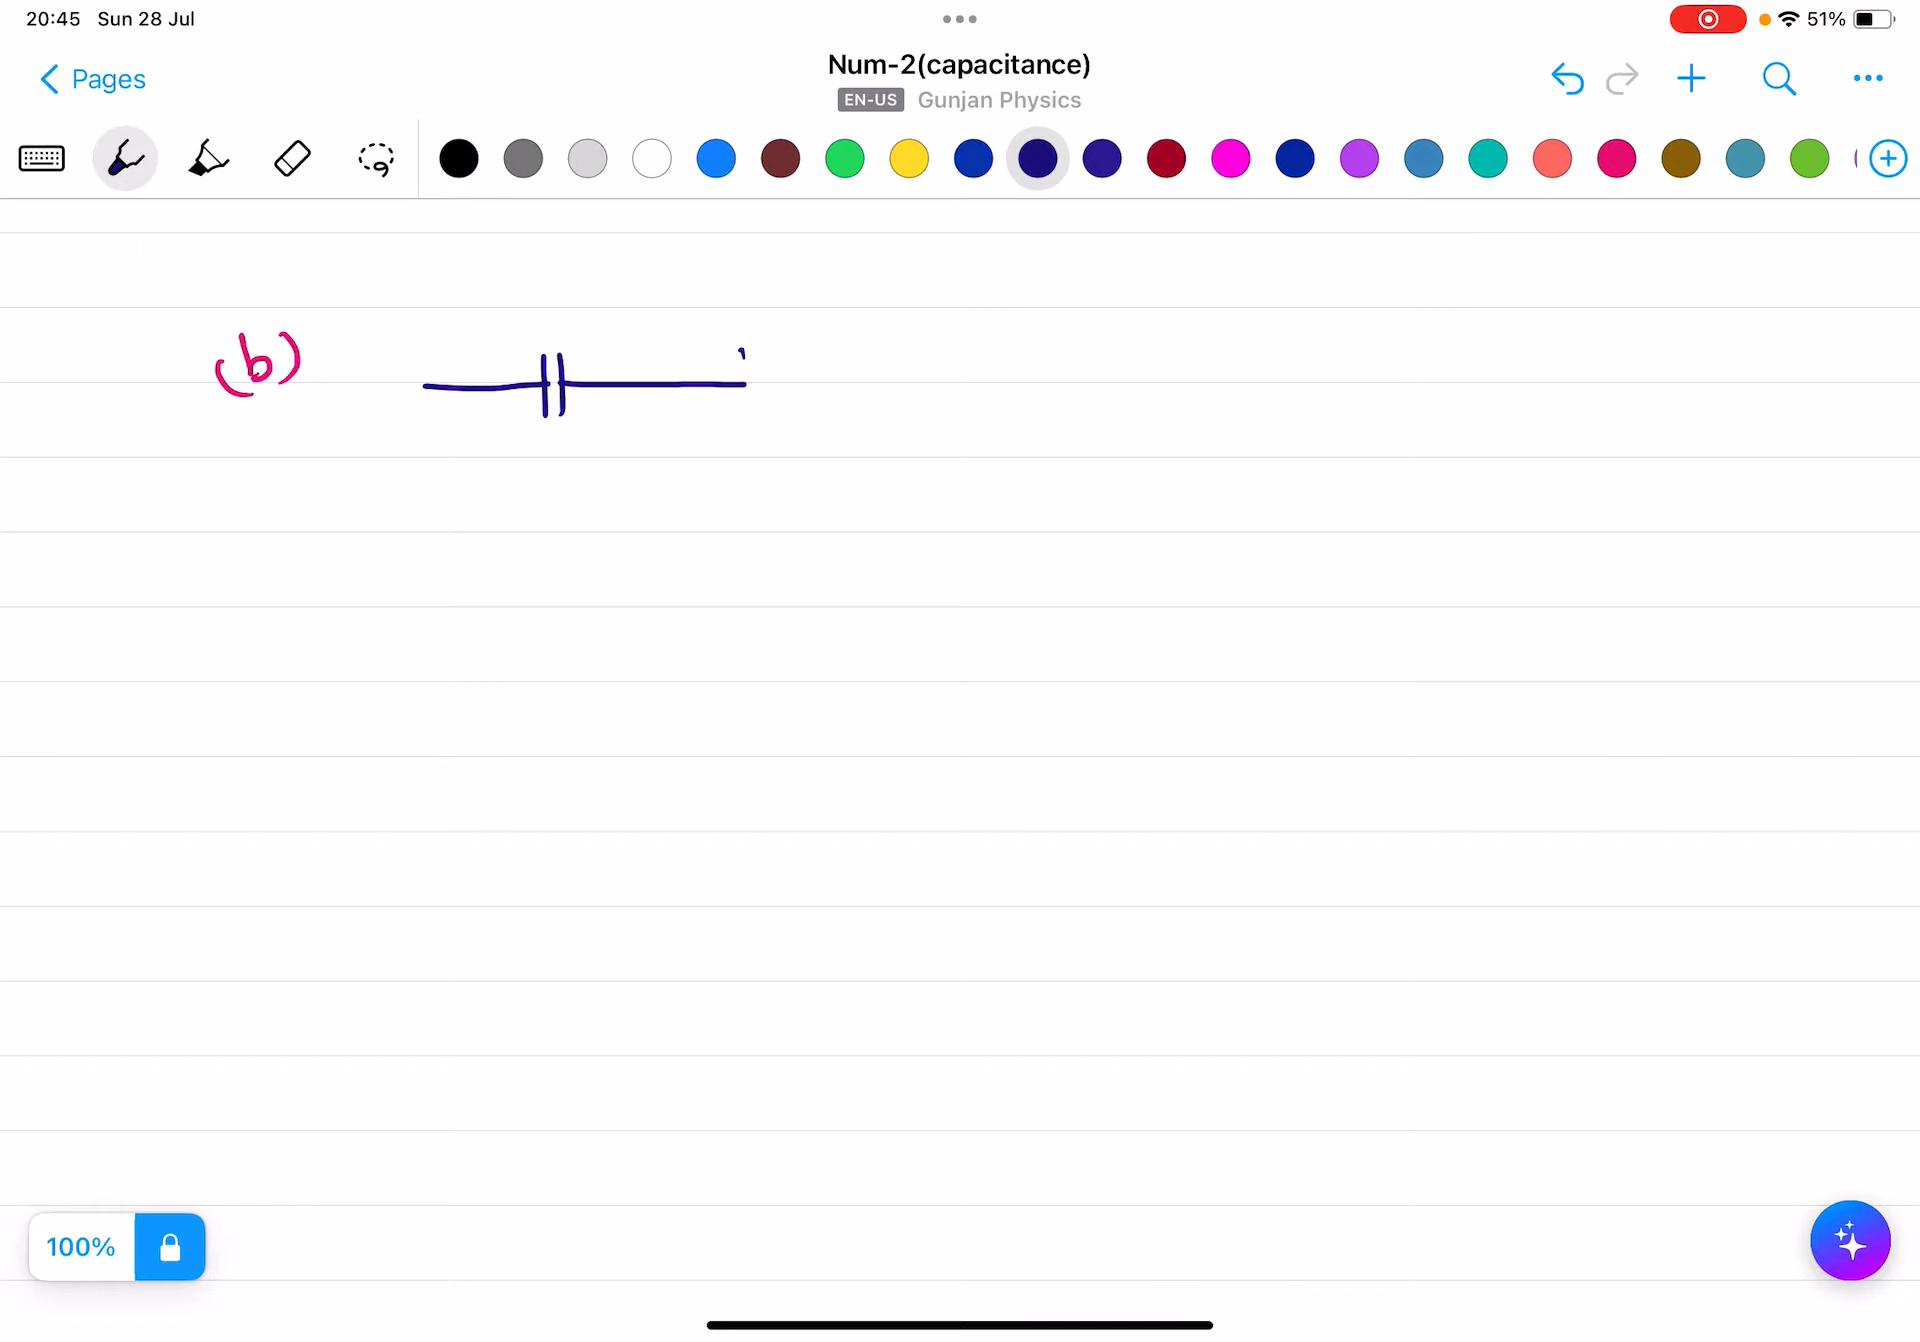 20:45 Sun 28 Jul
51%
Pages
Num-2(capacitance)
EN-US Gunjan Physics
(b)
100%